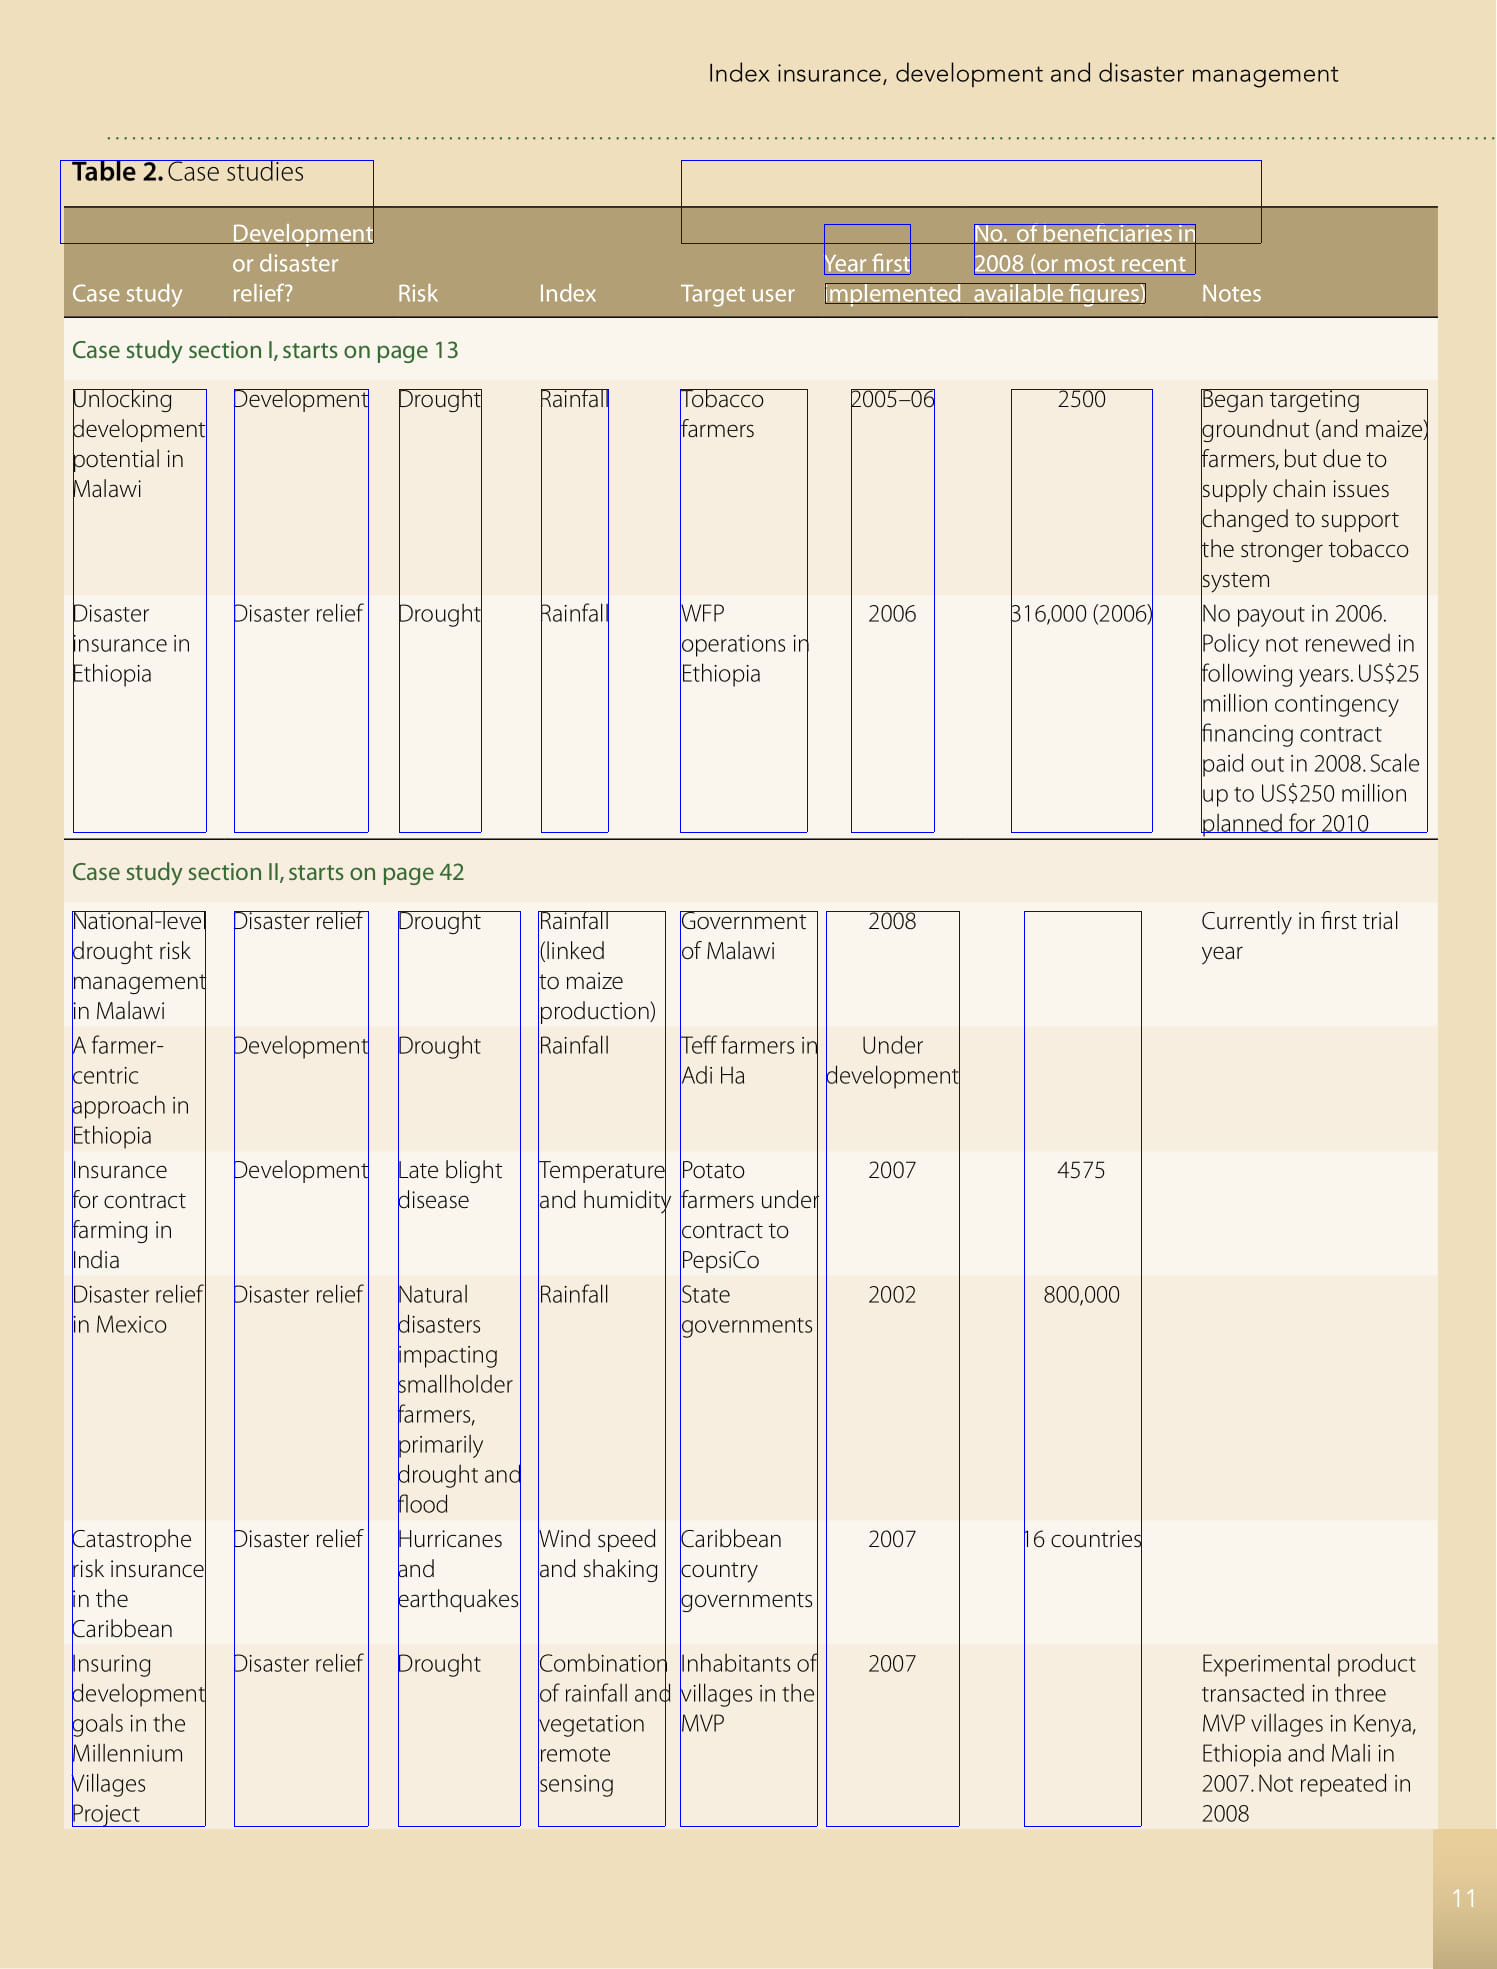 Index insurance, development and disaster management
Table 2. Case studies
Case study
Development
or disaster
relief?
Risk
Index
Target user
Year first
implemented
No. of beneficiaries in
2008 (or most recent
available figures)
Notes
Case study section I, starts on page 13
Unlocking
development
potential in
Malawi
Development
Drought
Rainfall
Tobacco
farmers
2005–06
2500
Began targeting
groundnut (and maize)
farmers, but due to
supply chain issues
changed to support
the stronger tobacco
system
Disaster
insurance in
Ethiopia
Disaster relief
Drought
Rainfall
WFP
operations in
Ethiopia
2006
316,000 (2006)
No payout in 2006.
Policy not renewed in
following years. US$25
million contingency
financing contract
paid out in 2008. Scale
up to US$250 million
planned for 2010
Case study section II, starts on page 42
National-level
drought risk
management
in Malawi
Disaster relief
Drought
Rainfall
(linked
to maize
production)
Government
of Malawi
2008
Currently in first trial
year
A farmer-
centric
approach in
Ethiopia
Development
Drought
Rainfall
Teff farmers in
Adi Ha
Under
development
Insurance
for contract
farming in
India
Development
Late blight
disease
Temperature
and humidity
Potato
farmers under
contract to
PepsiCo
2007
4575
Disaster relief
in Mexico
Disaster relief
Natural
disasters
impacting
smallholder
farmers,
primarily
drought and
flood
Rainfall
State
governments
2002
800,000
Catastrophe
risk insurance
in the
Caribbean
Disaster relief
Hurricanes
and
earthquakes
Wind speed
and shaking
Caribbean
country
governments
2007
16 countries
Insuring
development
goals in the
Millennium
Villages
Project
Disaster relief
Drought
Combination
of rainfall and
vegetation
remote
sensing
Inhabitants of
villages in the
MVP
2007
Experimental product
transacted in three
MVP villages in Kenya,
Ethiopia and Mali in
2007. Not repeated in
2008
11